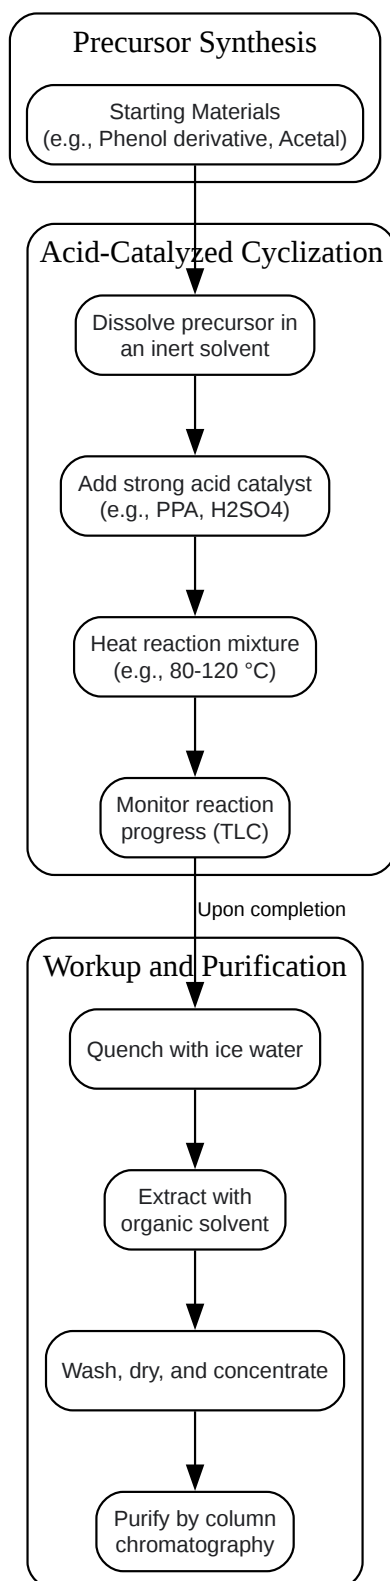 Precursor Synthesis
Starting Materials
(e.g., Phenol derivative, Acetal)
Acid-Catalyzed Cyclization
Dissolve precursor in
an inert solvent
Add strong acid catalyst
(e.g., PPA, H2SO4)
Heat reaction mixture
(e.g., 80-120 °C)
Monitor reaction
progress (TLC)
Upon completion
Workup and Purification
Quench with ice water
Extract with
organic solvent
Wash, dry, and concentrate
Purify by column
chromatography